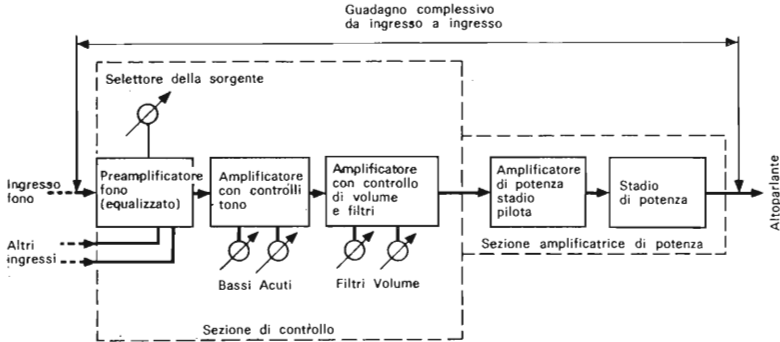 Guadagno complessivo
da ingresso a ingresso
Selettore della sorgente
Ingresso
fono
Preamplificatore
fono
(equalizzato)
Amplificatore
con controlli
tono
Amplificatore
con controllo
di volume
e filtri
Amplificatore
di potenza
stadio
pilota
Stadio
di potenza
Altoparlante
Altri
ingressi
Bassi Acuti
Filtri Volume
Sezione amplificatrice di potenza
Sezione di controllo